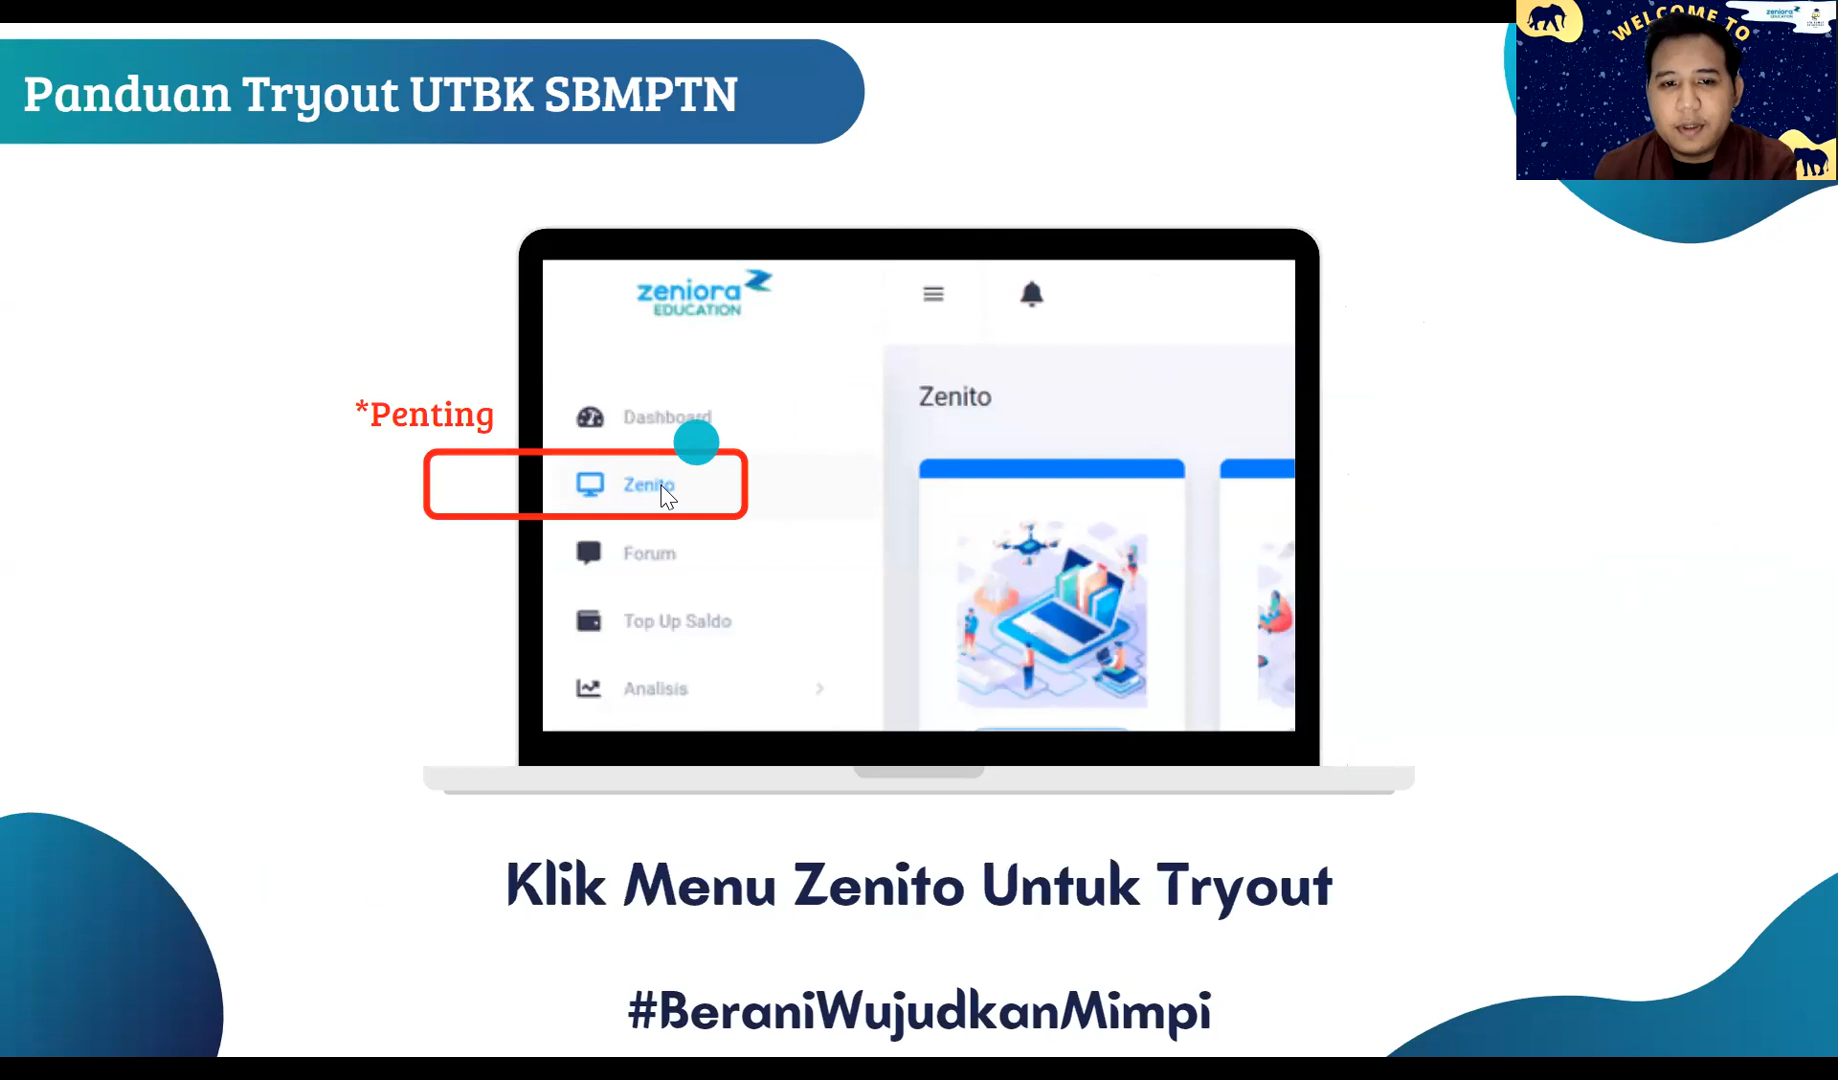 Panduan Tryout UTBK SBMPTN
WELCOME TO
zeniora
zeniora
EDUCATION
Zenito
*Penting
Dashboard
Zenito
Forum
Top Up Saldo
Analisis
Klik Menu Zenito Untuk Tryout
#BeraniWujudkanMimpi